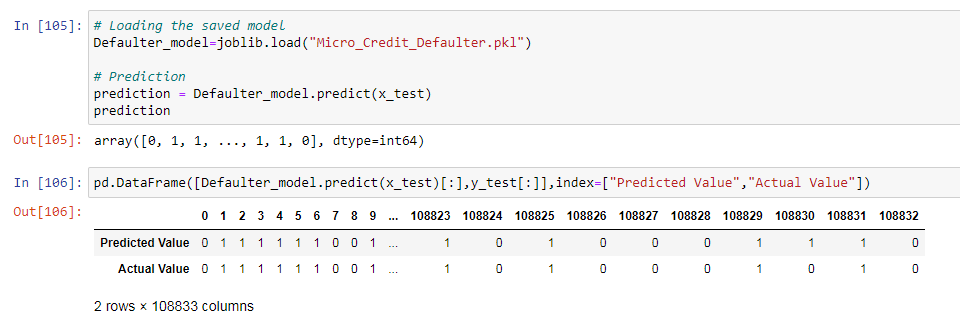 In [105]: # Loading the saved model
Defaulter_model=joblib.load("Micro_Credit_Defaulter.pkl")
# Prediction
prediction = Defaulter_model.predict(x_test)
prediction
Out[105]: array([0, 1, 1, ..., 1, 1, 0], dtype=int64)
In [106]: pd.DataFrame([Defaulter_model.predict(x_test)[:],y_test[:]],index=["Predicted Value","Actual Value"])
Out[106]:
0 1 2 3 4 5 6 7 8 9 ... 108823 108824 108825 108826 108827 108828 108829 108830 108831 108832
Predicted Value 0 1 1 1 1 1 1 0 0 1 ... 1 0 1 0 0 0 1 1 1 0
Actual Value 0 1 1 1 1 1 1 0 0 1 ... 1 0 1 0 0 0 1 0 1 0
2 rows × 108833 columns